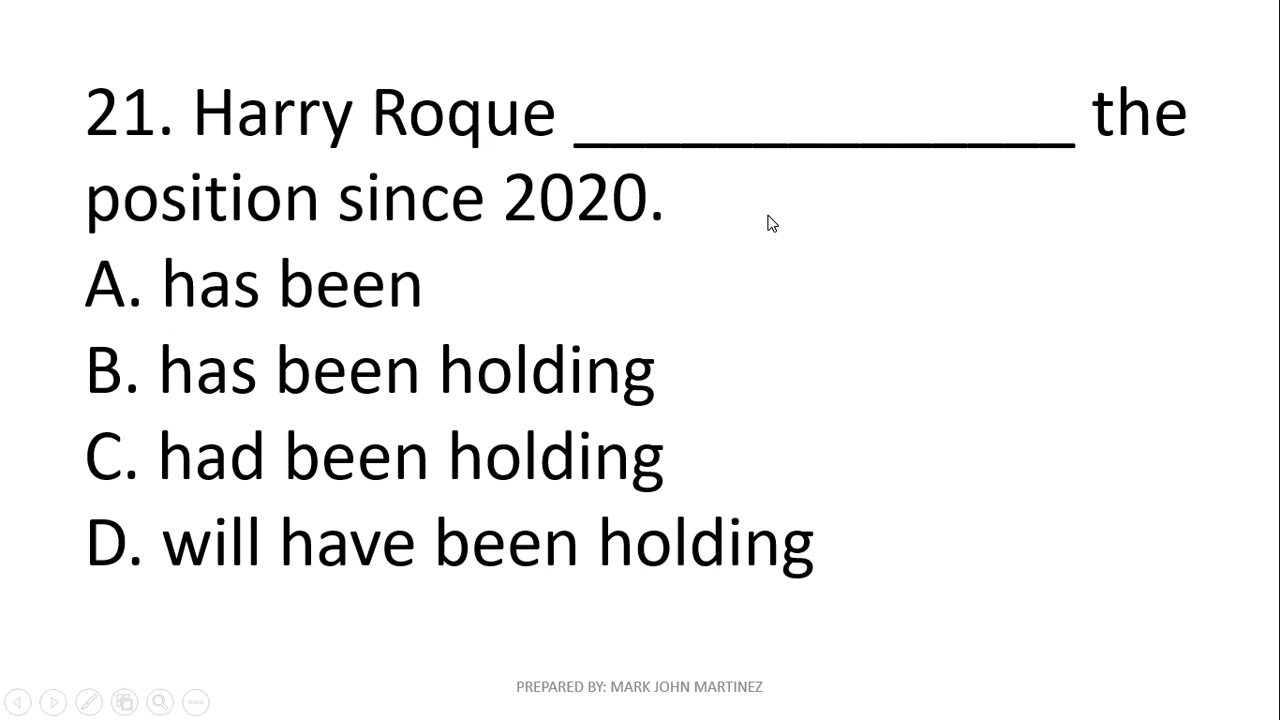 21. Harry Roque ______________ the
position since 2020.
A. has been
B. has been holding
C. had been holding
D. will have been holding
PREPARED BY: MARK JOHN MARTINEZ